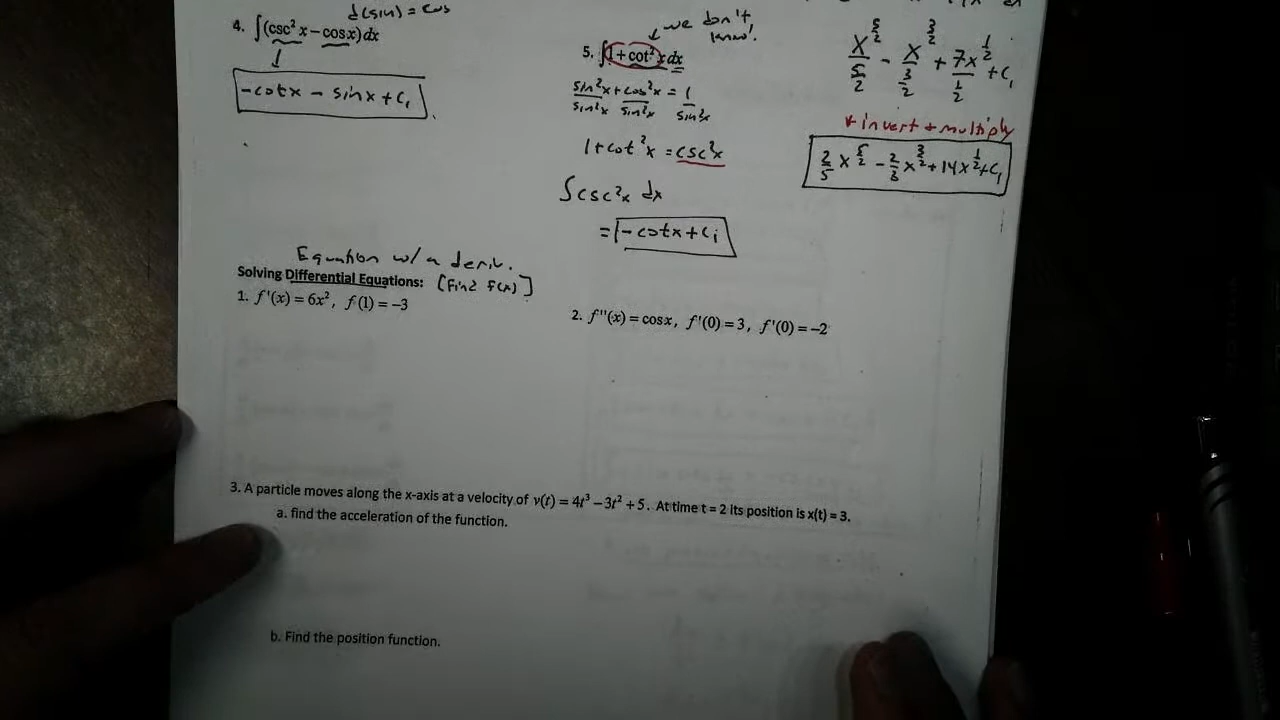 d(sin) = cos
4. ∫(csc² x − cos x) dx
-cotx - sinx + C₁
we don't know!
5. ∫(1 + cot² x) dx
sin²x/sin²x + cos²x/sin²x = 1/sin²x
1 + cot²x = csc²x
∫csc²x dx
= -cotx + C₁
x^(5/2)/(5/2) - x^(3/2)/(3/2) + 7x^(1/2)/(1/2) + C₁
* invert + multiply
2/5 x^(5/2) - 2/3 x^(3/2) + 14x^(1/2) + C₁
Equation w/ a deriv.
Solving Differential Equations: [Find f(x)]
1. f'(x) = 6x², f(1) = −3
2. f''(x) = cos x, f'(0) = 3, f'(0) = −2
3. A particle moves along the x-axis at a velocity of v(t) = 4t³ − 3t² + 5. At time t = 2 its position is x(t) = 3.
a. find the acceleration of the function.
b. Find the position function.